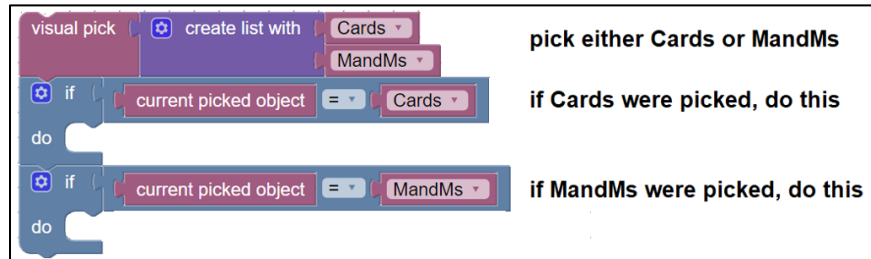 visual pick create list with Cards
pick either Cards or MandMs
MandMs
if current picked object = Cards
if Cards were picked, do this
do
if current picked object = MandMs
if MandMs were picked, do this
do